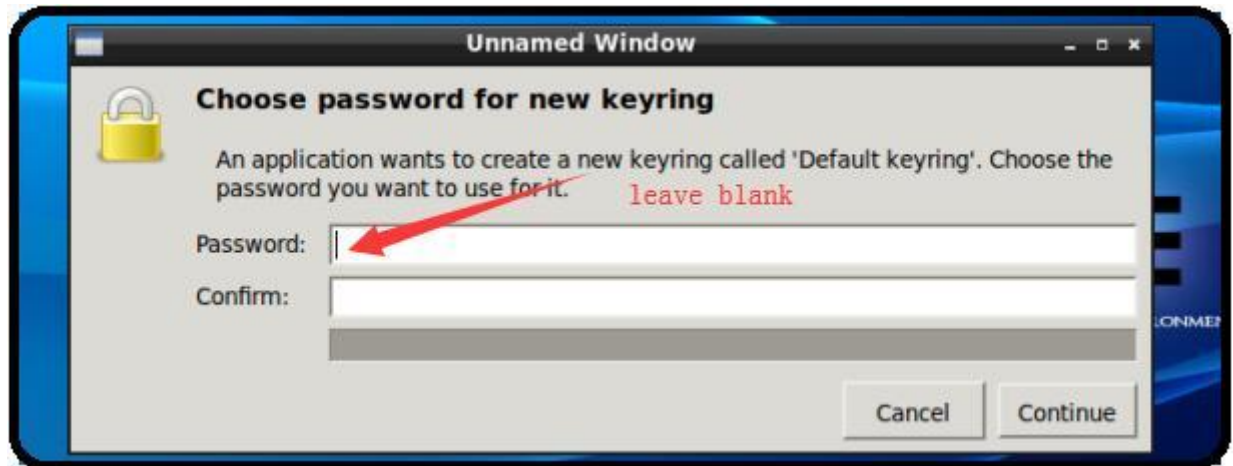 Unnamed Window
Choose password for new keyring
An application wants to create a new keyring called 'Default keyring'. Choose the
password you want to use for it.
leave blank
Password:
Confirm:
Cancel
Continue